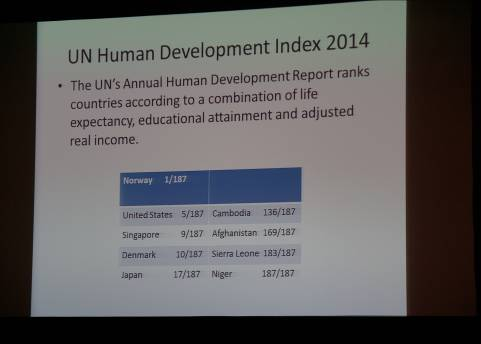 UN Human Development Index 2014
• The UN's Annual Human Development Report ranks
countries according to a combination of life
expectancy, educational attainment and adjusted
real income.
Norway 1/187
United States 5/187 Cambodia 136/187
Singapore 9/187 Afghanistan 169/187
Denmark 10/187 Sierra Leone 183/187
Japan 17/187 Niger 187/187